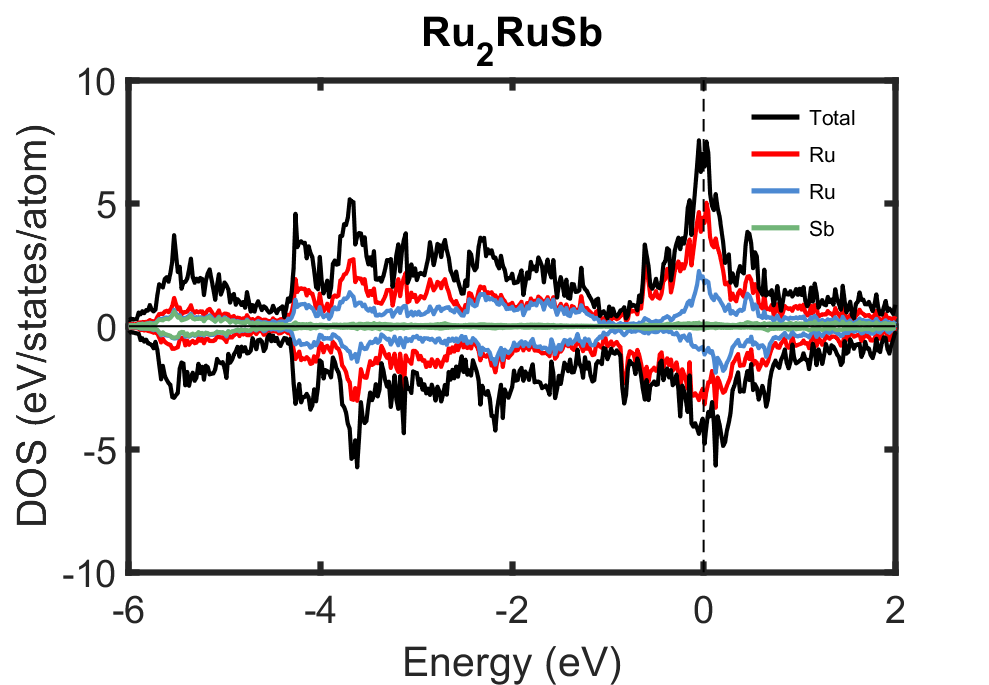 Ru2RuSb
10
5
0
-5
-10
-6
-4
-2
0
2
DOS (eV/states/atom)
Energy (eV)
Total
Ru
Ru
Sb